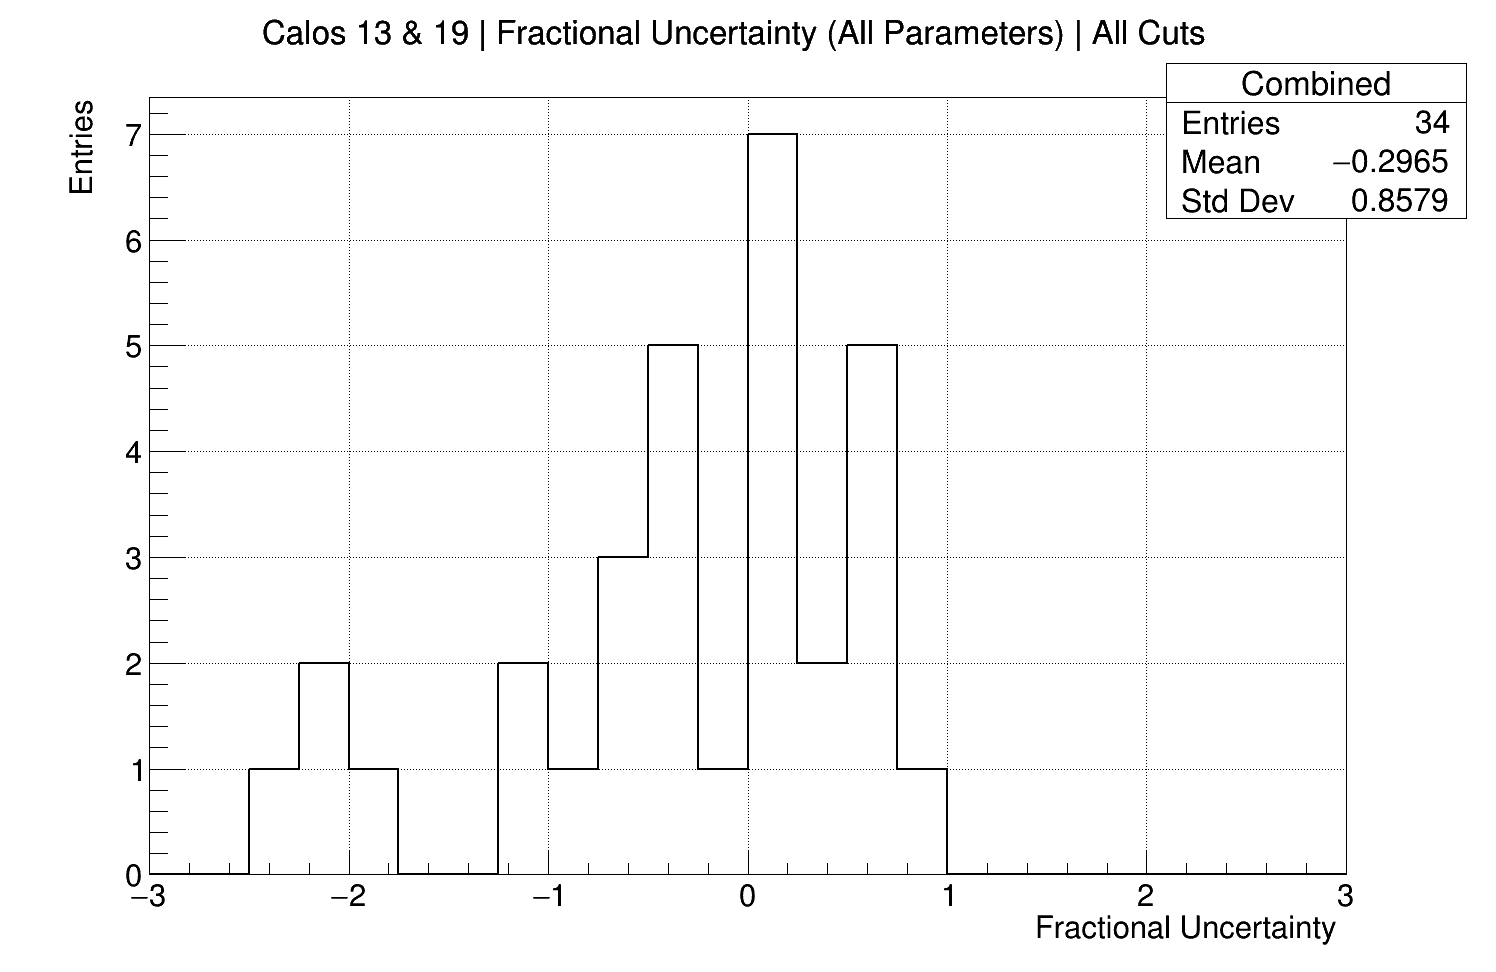 Calos 13 & 19 | Fractional Uncertainty (All Parameters) | All Cuts
Combined
Entries 34
Mean −0.2965
Std Dev 0.8579
Entries
7
6
5
4
3
2
1
0
−3 −2 −1 0 1 2 3
Fractional Uncertainty